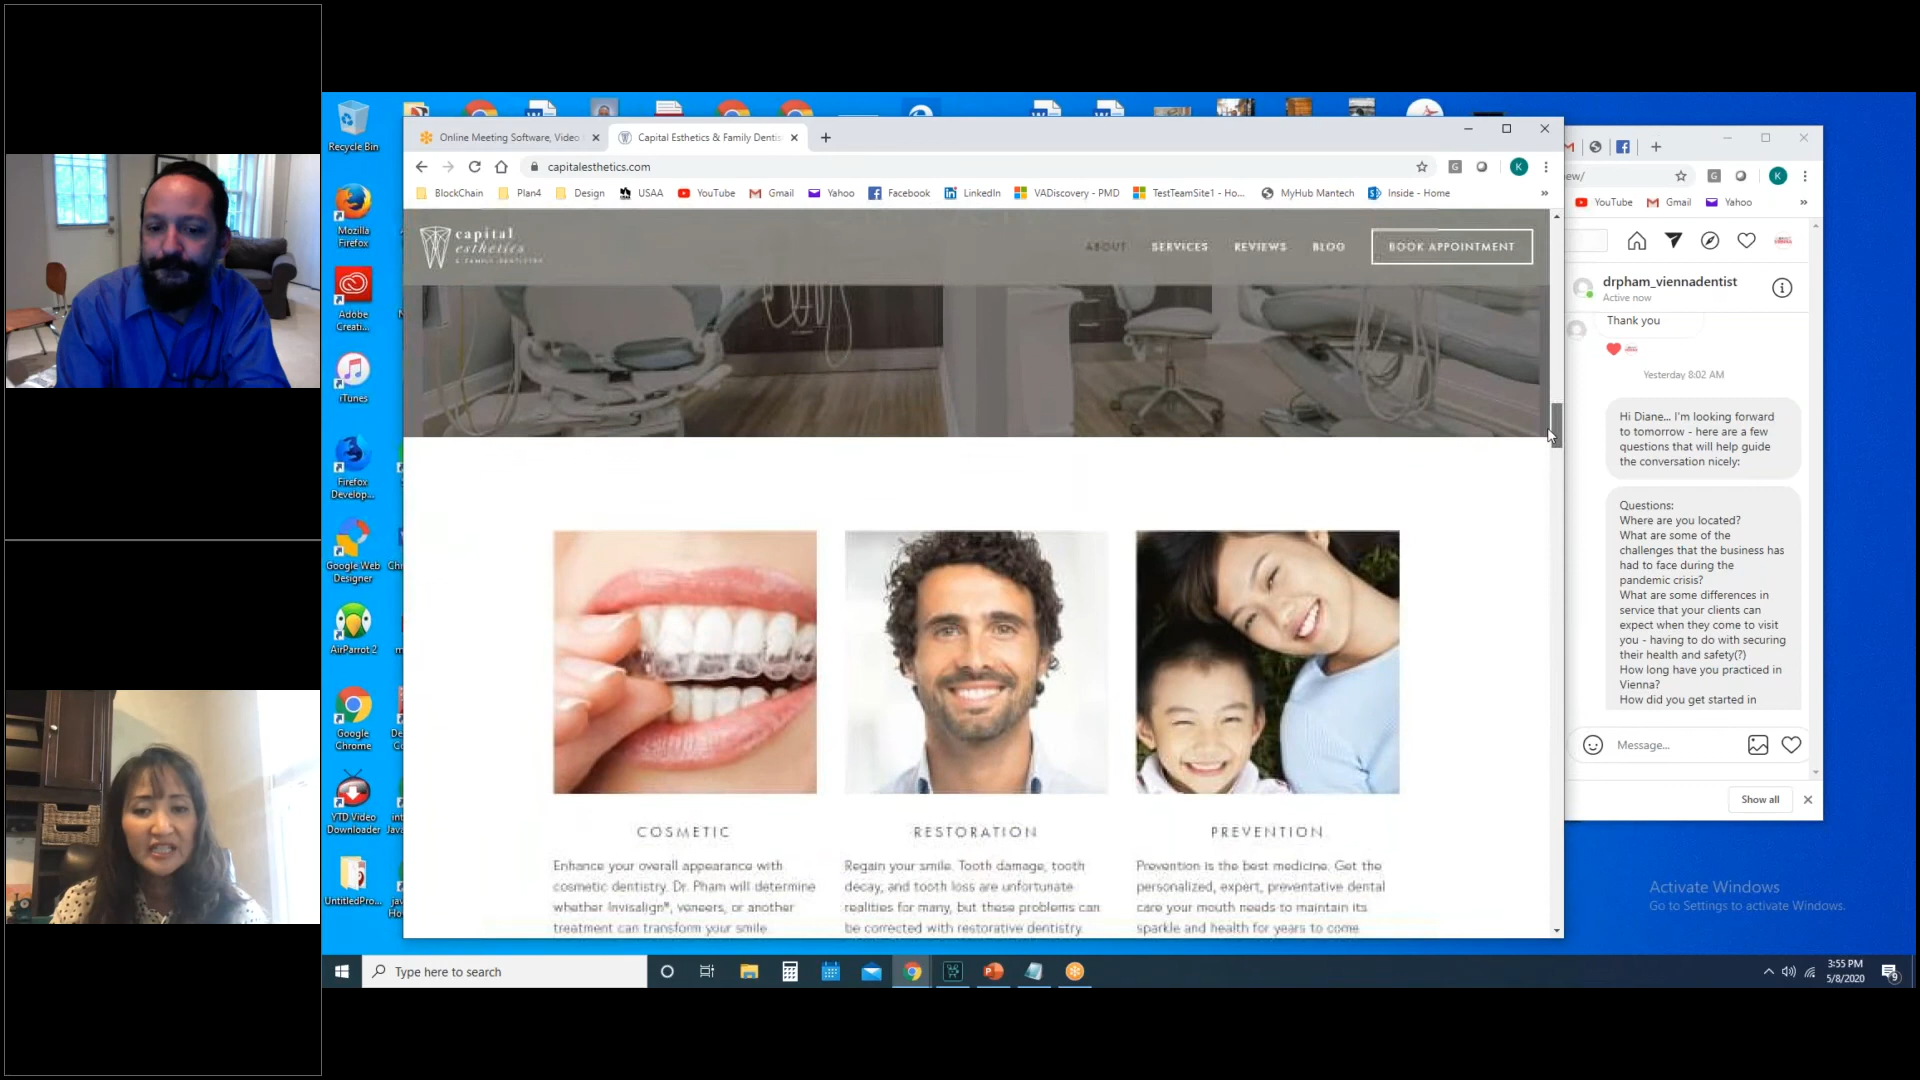 Recycle Bin
Mozilla
Firefox
Adobe
Creati...
iTunes
Firefox
Develop...
Google Web
Designer
AirParrot 2
Google
Chrome
YTD Video
Downloader
UntitledPro...
Online Meeting Software, Video
Capital Esthetics & Family Dentis
capitalesthetics.com
BlockChain
Plan4
Design
USAA
YouTube
Gmail
Yahoo
Facebook
LinkedIn
VADiscovery - PMD
TestTeamSite1 - Ho...
MyHub Mantech
Inside - Home
»
capital
esthetics
& FAMILY DENTISTRY
ABOUT
SERVICES
REVIEWS
BLOG
BOOK APPOINTMENT
COSMETIC
Enhance your overall appearance with
cosmetic dentistry. Dr. Pham will determine
whether Invisalign®, veneers, or another
treatment can transform your smile
RESTORATION
Regain your smile. Tooth damage, tooth
decay, and tooth loss are unfortunate
realities for many, but these problems can
be corrected with restorative dentistry.
PREVENTION
Prevention is the best medicine. Get the
personalized, expert, preventative dental
care your mouth needs to maintain its
sparkle and health for years to come
ew/
YouTube
Gmail
Yahoo
»
drpham_viennadentist
Active now
Thank you
Yesterday 8:02 AM
Hi Diane... I'm looking forward
to tomorrow - here are a few
questions that will help guide
the conversation nicely:
Questions:
Where are you located?
What are some of the
challenges that the business has
had to face during the
pandemic crisis?
What are some differences in
service that your clients can
expect when they come to visit
you - having to do with securing
their health and safety(?)
How long have you practiced in
Vienna?
How did you get started in
Message...
Show all
Activate Windows
Go to Settings to activate Windows.
Type here to search
3:55 PM
5/8/2020
9